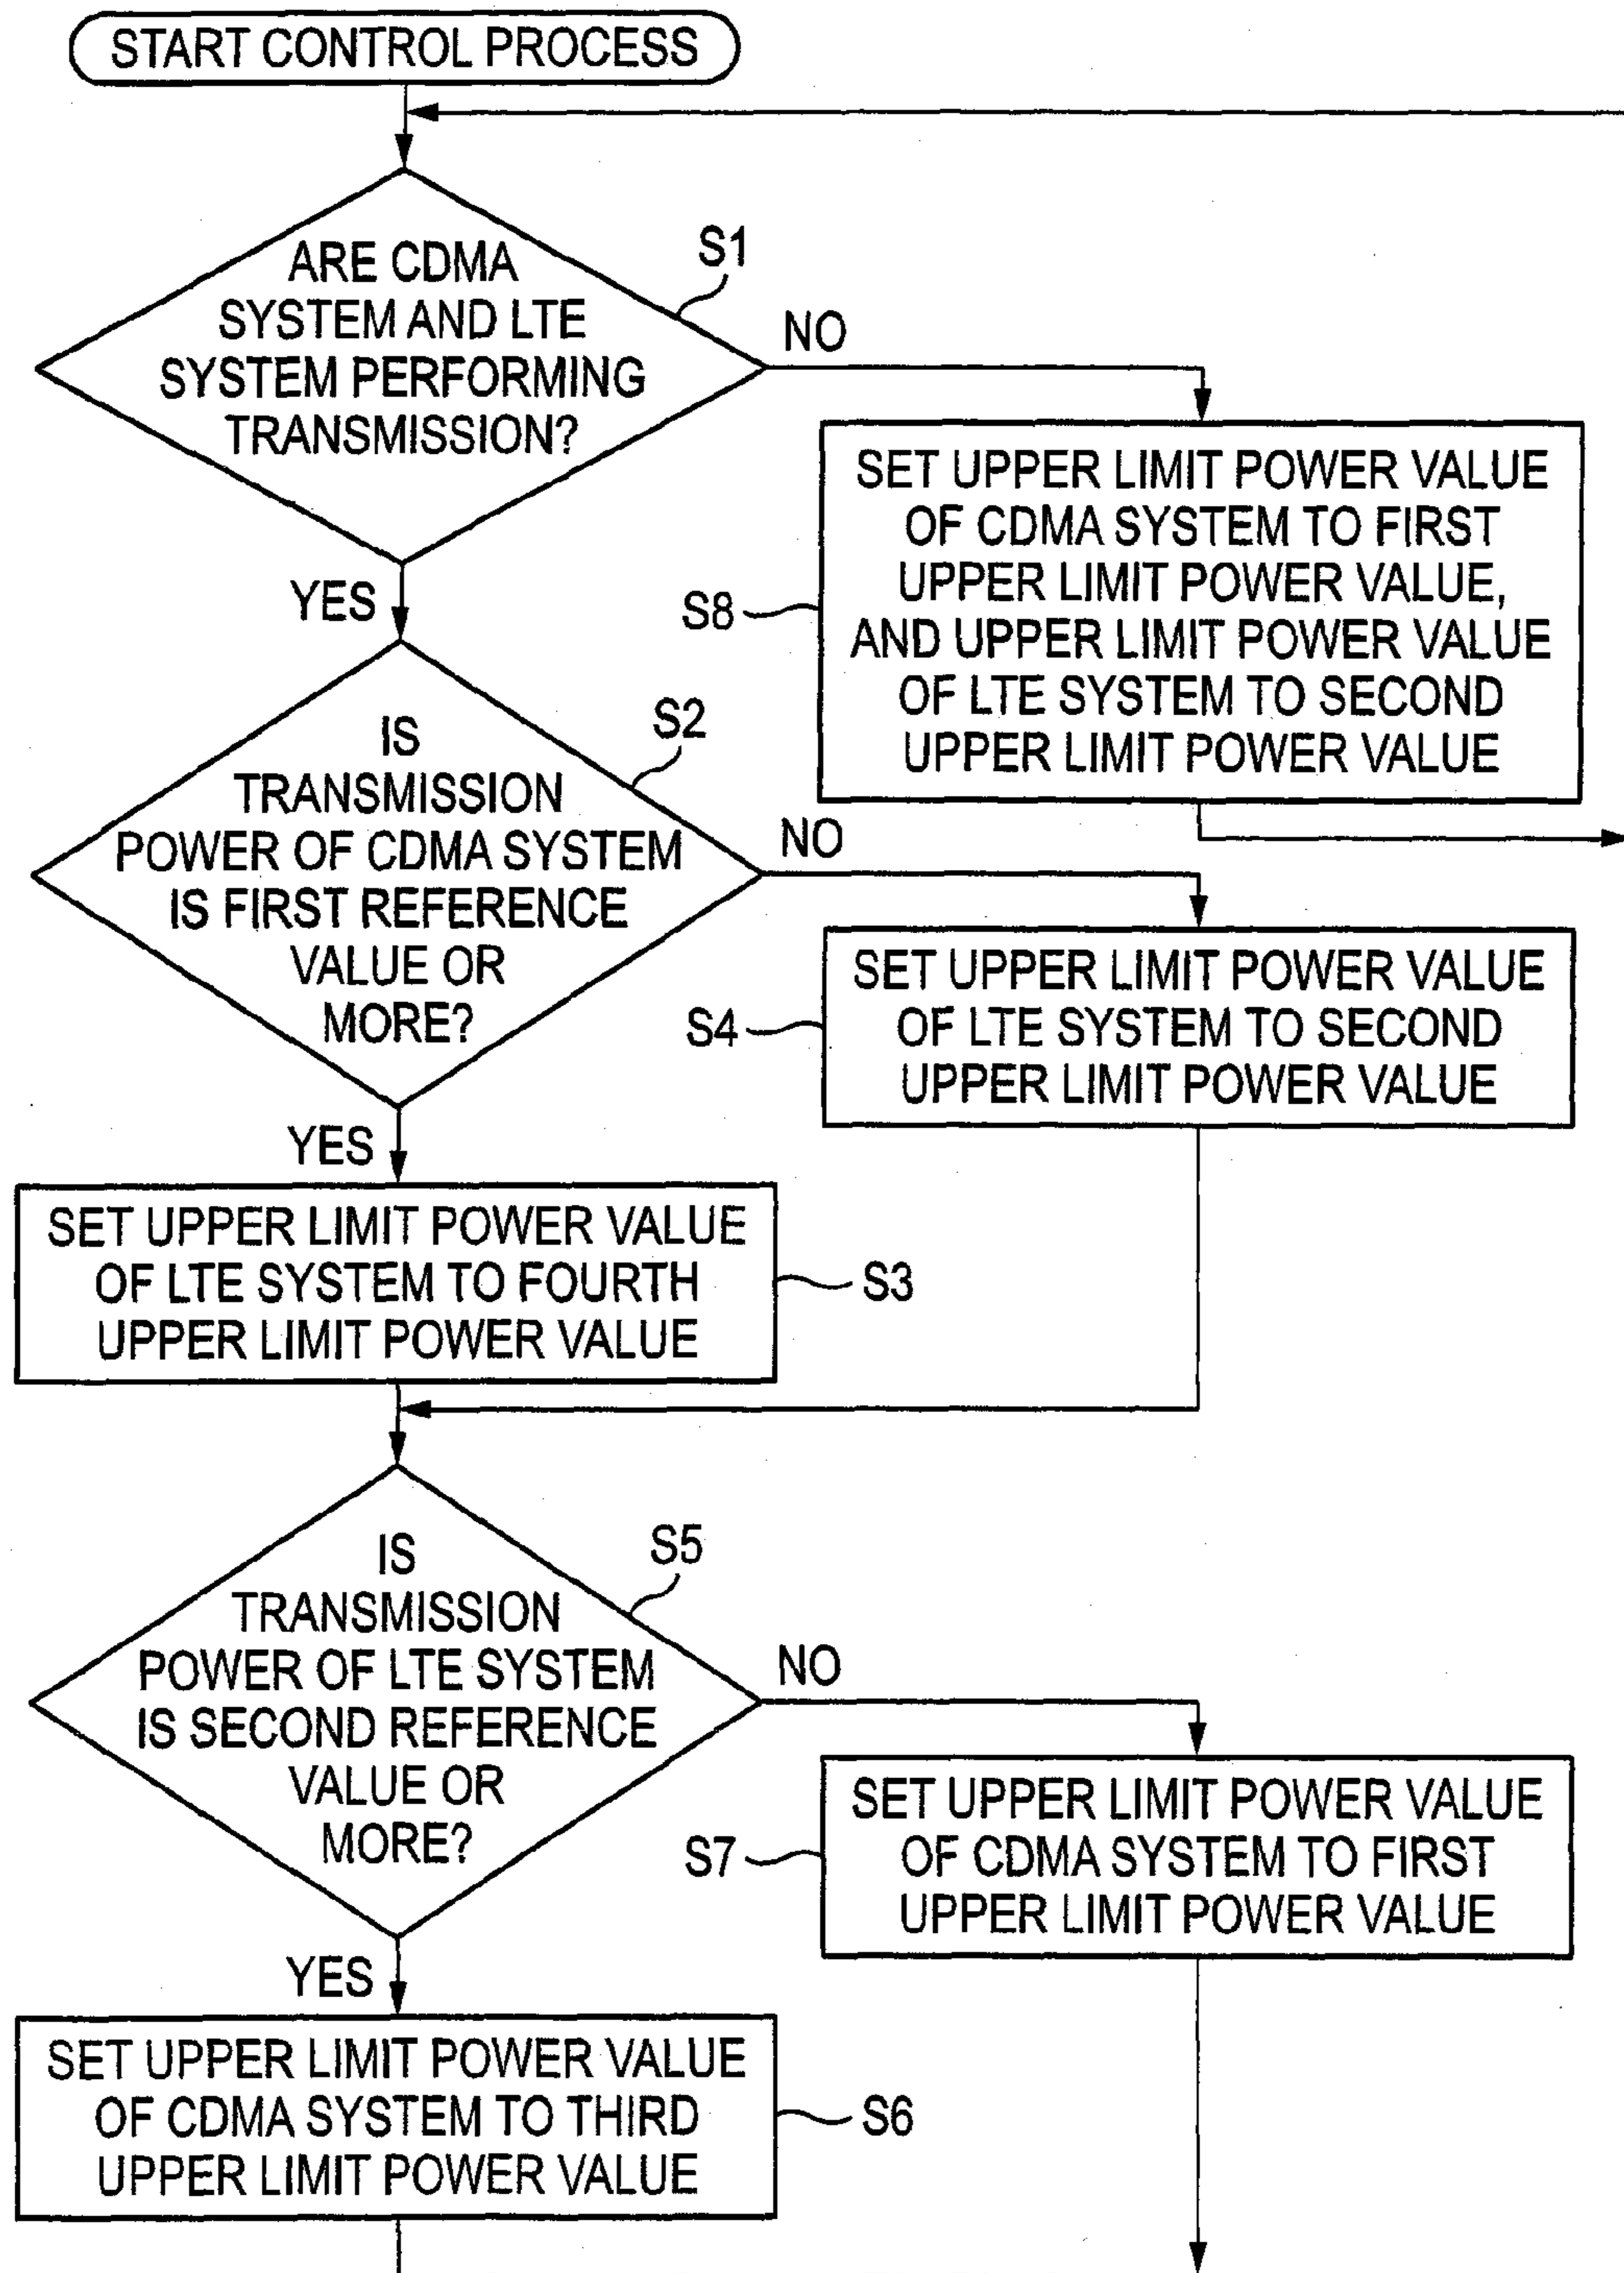 START CONTROL PROCESS
ARE CDMA
SYSTEM AND LTE
SYSTEM PERFORMING
TRANSMISSION?
S1
NO
YES
S8
SET UPPER LIMIT POWER VALUE
OF CDMA SYSTEM TO FIRST
UPPER LIMIT POWER VALUE,
AND UPPER LIMIT POWER VALUE
OF LTE SYSTEM TO SECOND
UPPER LIMIT POWER VALUE
IS
TRANSMISSION
POWER OF CDMA SYSTEM
IS FIRST REFERENCE
VALUE OR
MORE?
S2
NO
YES
S4
SET UPPER LIMIT POWER VALUE
OF LTE SYSTEM TO SECOND
UPPER LIMIT POWER VALUE
SET UPPER LIMIT POWER VALUE
OF LTE SYSTEM TO FOURTH
UPPER LIMIT POWER VALUE
S3
IS
TRANSMISSION
POWER OF LTE SYSTEM
IS SECOND REFERENCE
VALUE OR
MORE?
S5
NO
YES
S7
SET UPPER LIMIT POWER VALUE
OF CDMA SYSTEM TO FIRST
UPPER LIMIT POWER VALUE
SET UPPER LIMIT POWER VALUE
OF CDMA SYSTEM TO THIRD
UPPER LIMIT POWER VALUE
S6